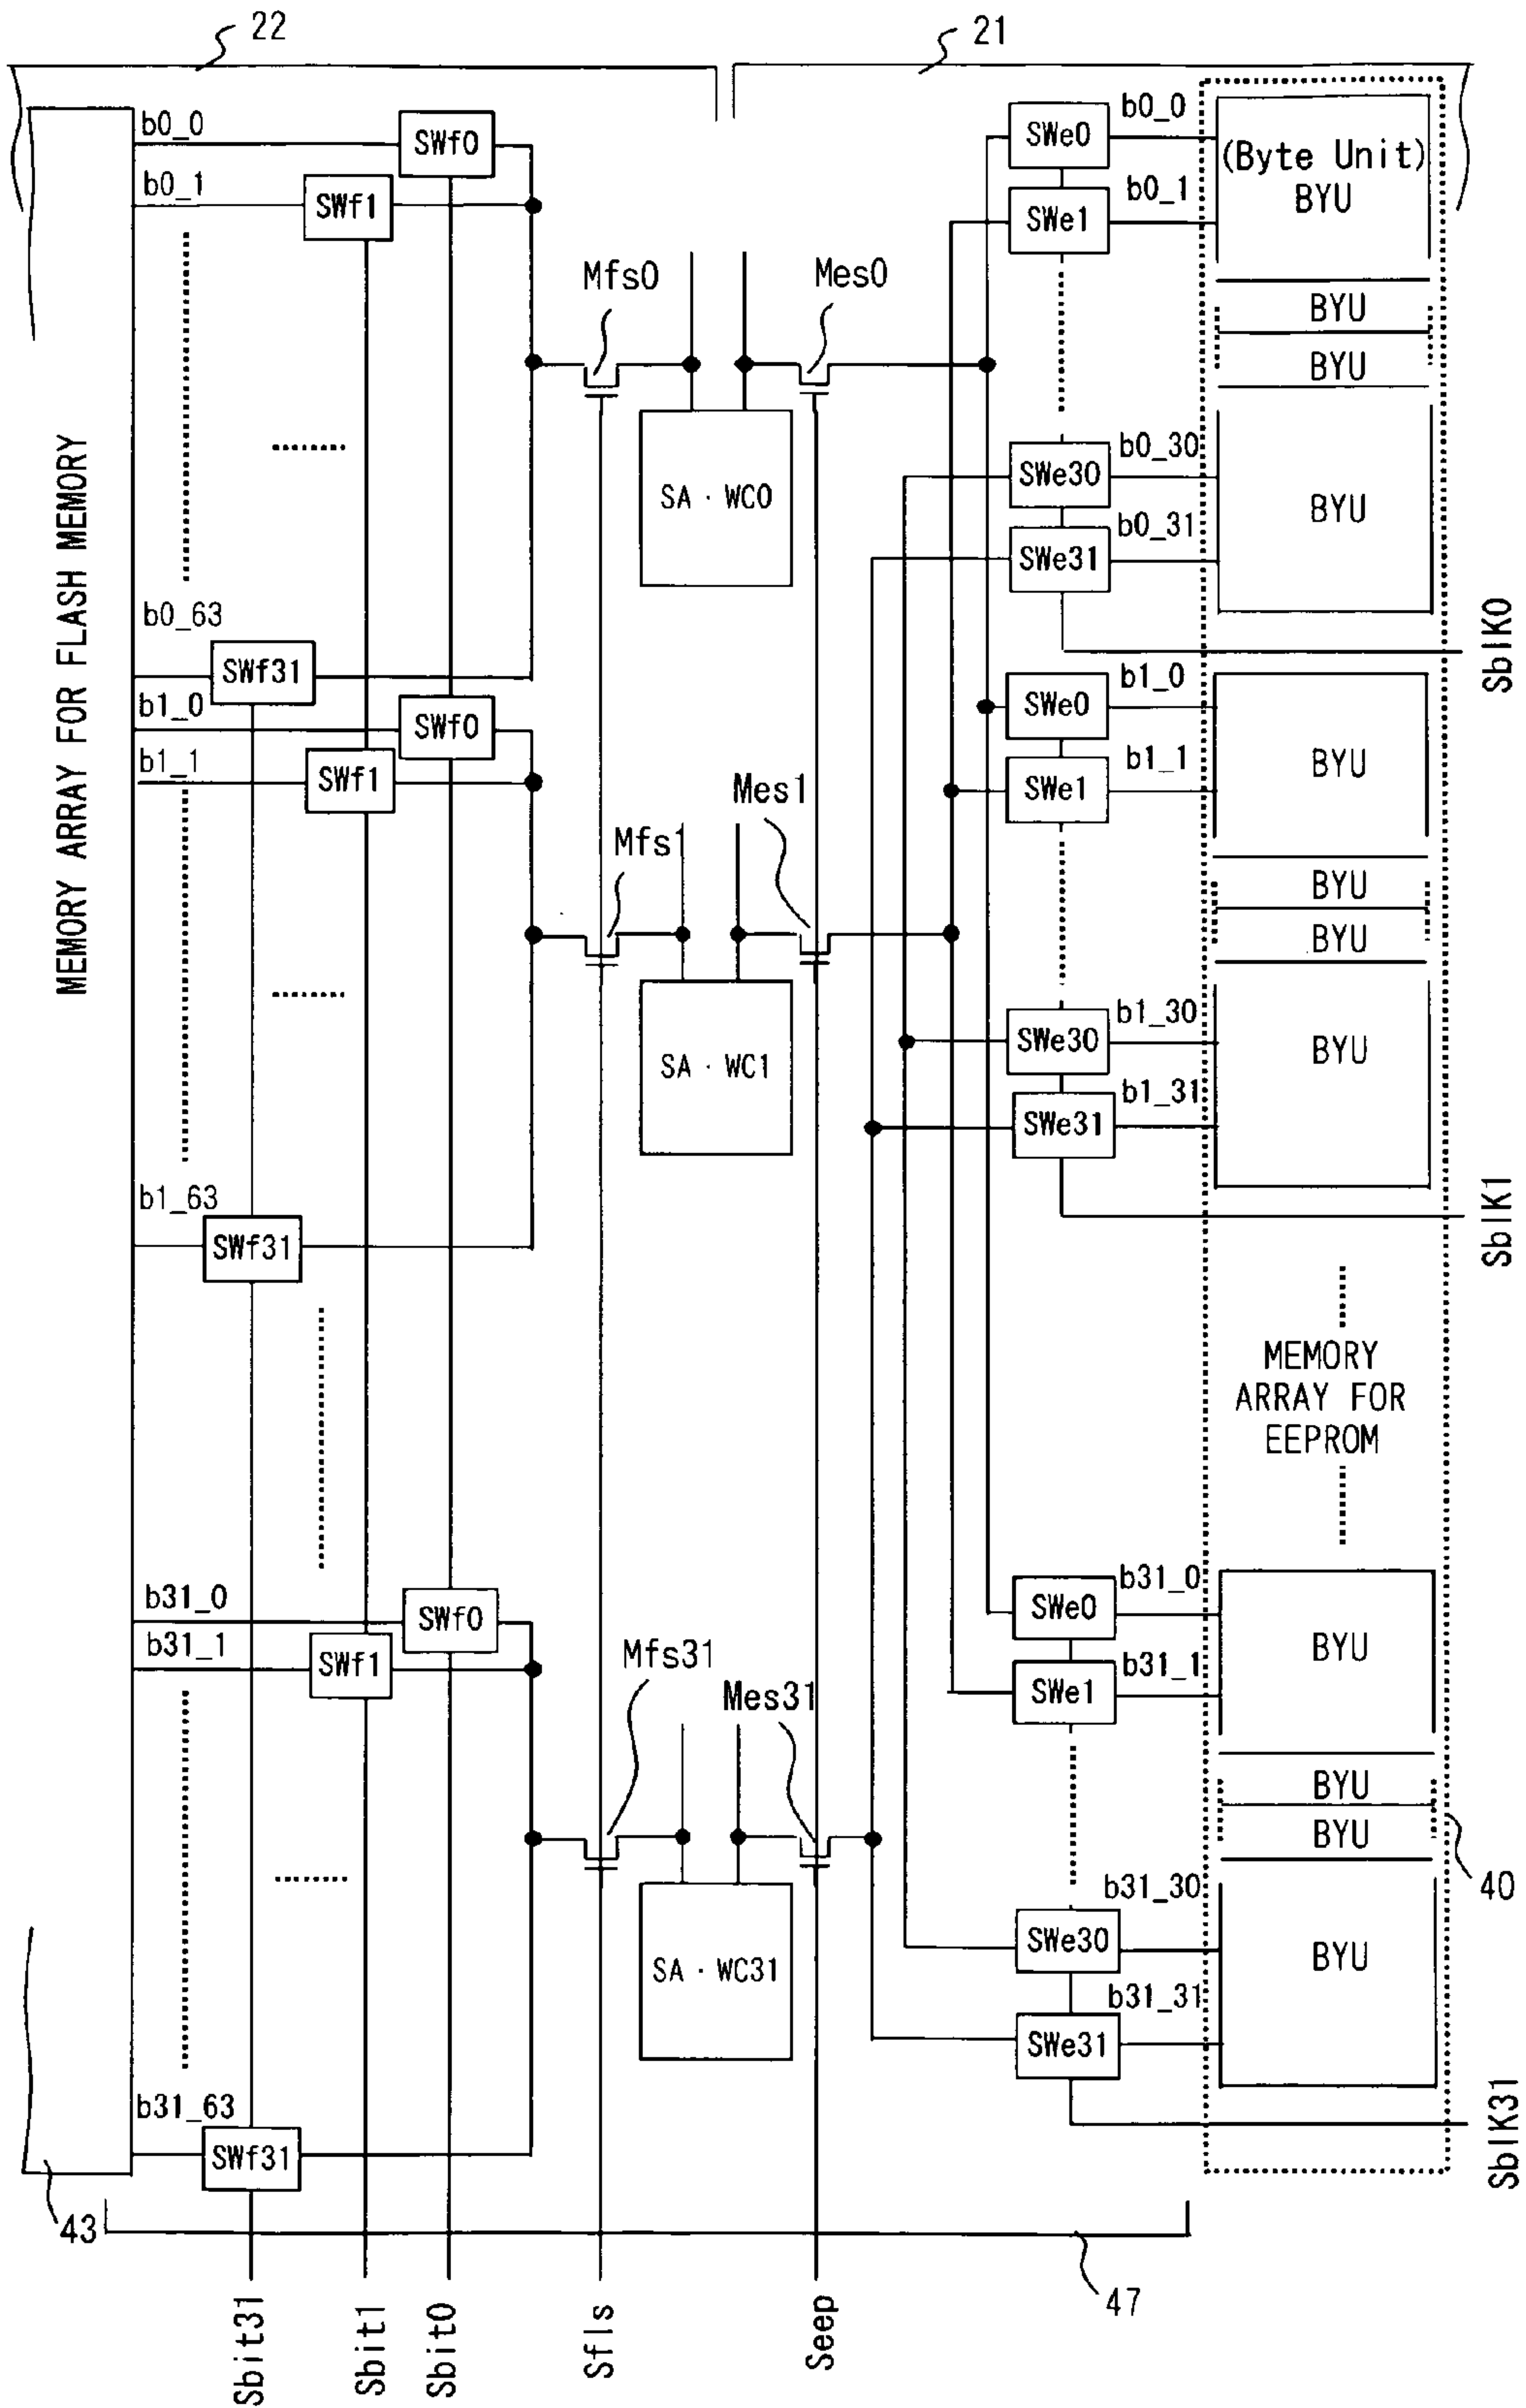 22
21
b0_0
SWf0
SWe0
b0_0
(Byte Unit)
BYU
b0_1
SWf1
SWe1
b0_1
Mfs0
Mes0
BYU
BYU
MEMORY ARRAY FOR FLASH MEMORY
SA · WC0
SWe30
b0_30
BYU
SWe31
b0_31
b0_63
SWf31
SblK0
b1_0
SWf0
SWe0
b1_0
BYU
b1_1
SWf1
SWe1
b1_1
Mfs1
Mes1
BYU
BYU
SA · WC1
SWe30
b1_30
BYU
SWe31
b1_31
b1_63
SWf31
SblK1
MEMORY
ARRAY FOR
EEPROM
b31_0
SWf0
SWe0
b31_0
BYU
b31_1
SWf1
SWe1
b31_1
Mfs31
Mes31
BYU
BYU
40
SA · WC31
SWe30
b31_30
BYU
SWe31
b31_31
b31_63
SWf31
SblK31
43
47
Sbit31
Sbit1
Sbit0
Sfls
Seep